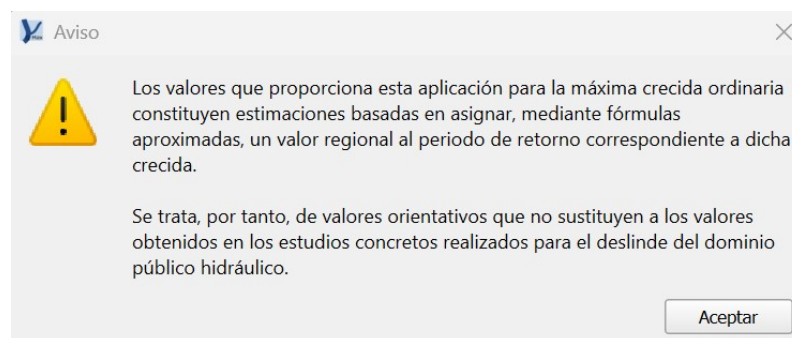 Aviso
Los valores que proporciona esta aplicación para la máxima crecida ordinaria
constituyen estimaciones basadas en asignar, mediante fórmulas
aproximadas, un valor regional al periodo de retorno correspondiente a dicha
crecida.
Se trata, por tanto, de valores orientativos que no sustituyen a los valores
obtenidos en los estudios concretos realizados para el deslinde del dominio
público hidráulico.
Aceptar